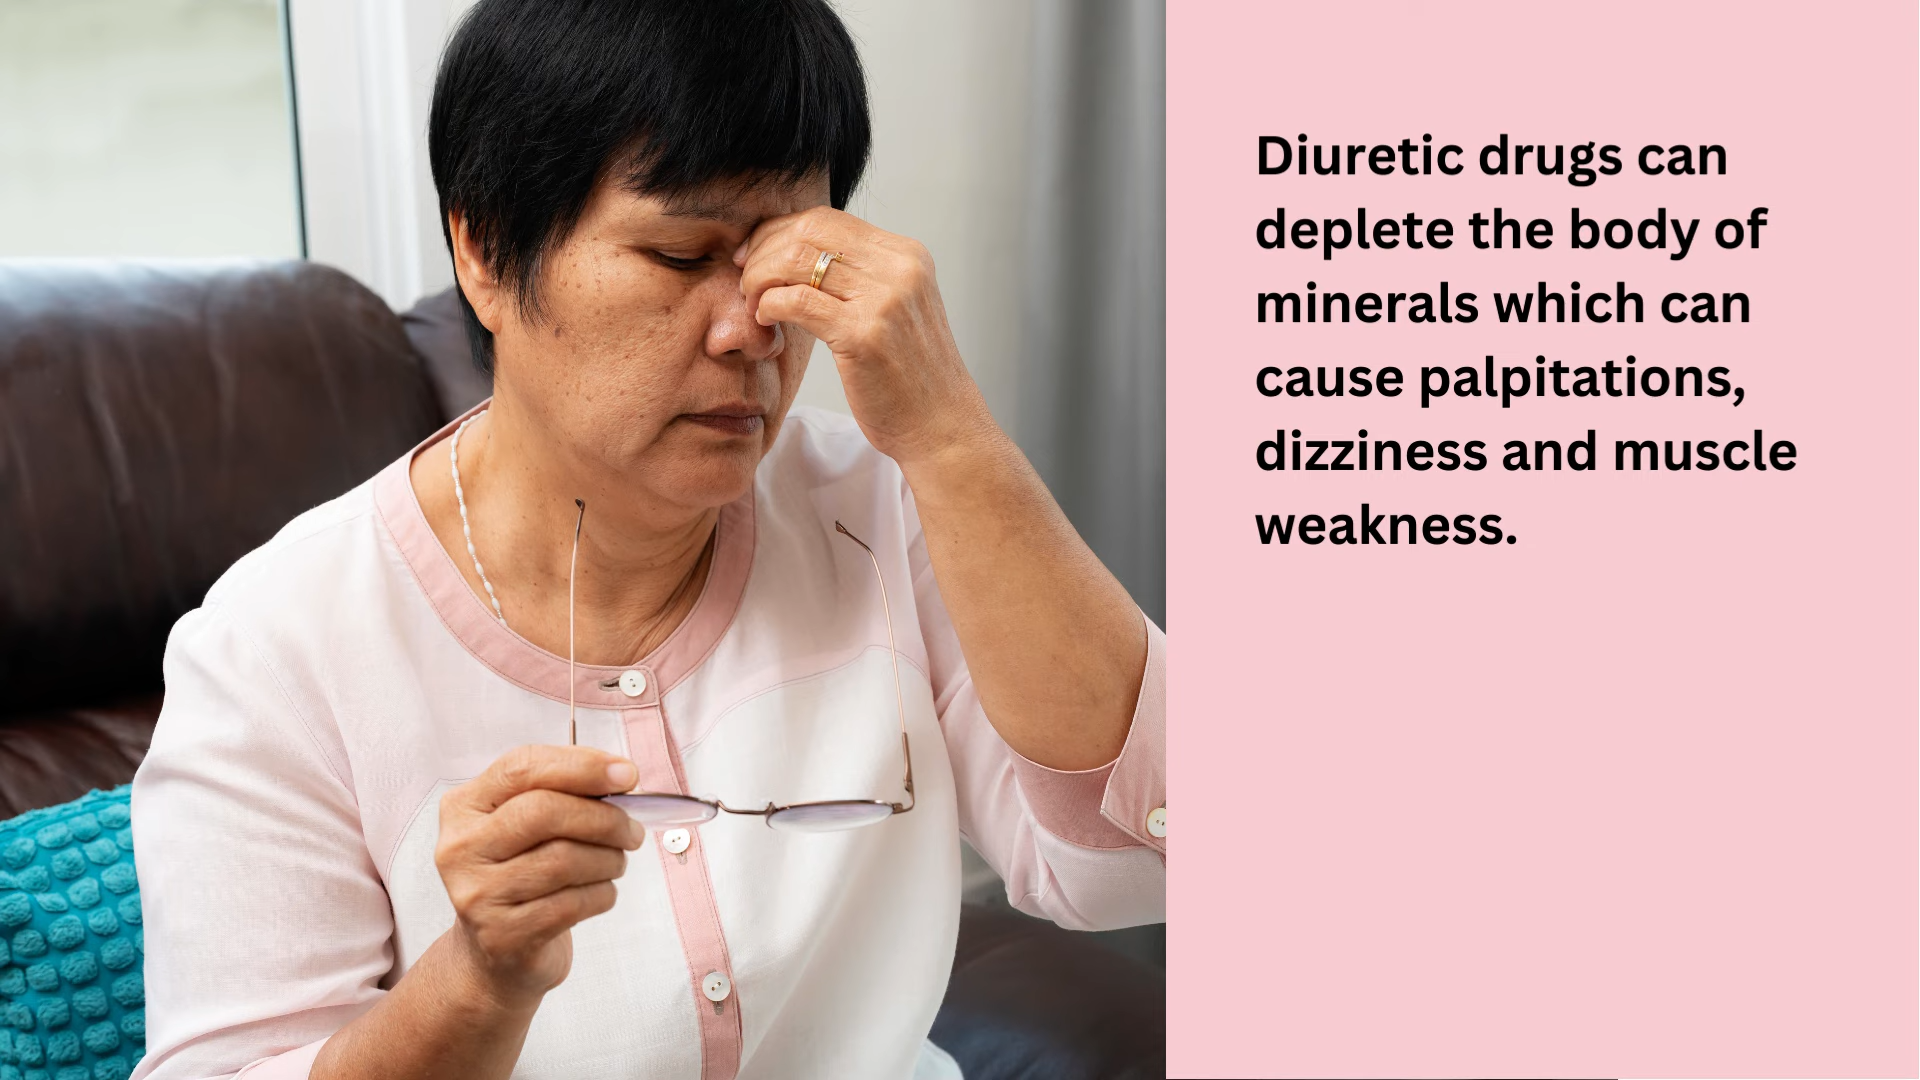 Diuretic drugs can
deplete the body of
minerals which can
cause palpitations,
dizziness and muscle
weakness.